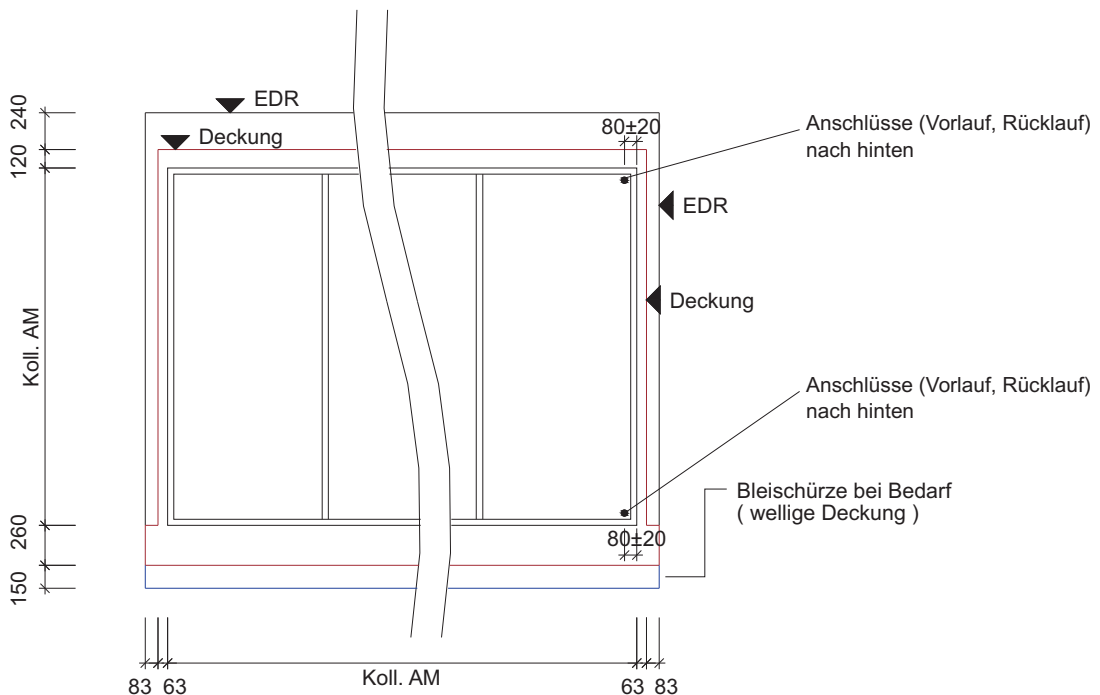 EDR
Deckung
80±20
Anschlüsse (Vorlauf, Rücklauf)
nach hinten
EDR
Deckung
Anschlüsse (Vorlauf, Rücklauf)
nach hinten
80±20
Bleischürze bei Bedarf
( wellige Deckung )
240
120
Koll. AM
260
150
83
63
Koll. AM
63
83